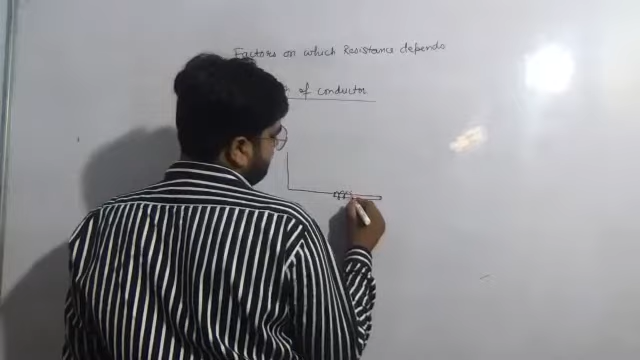 Factors on which Resistance depends
of conductor